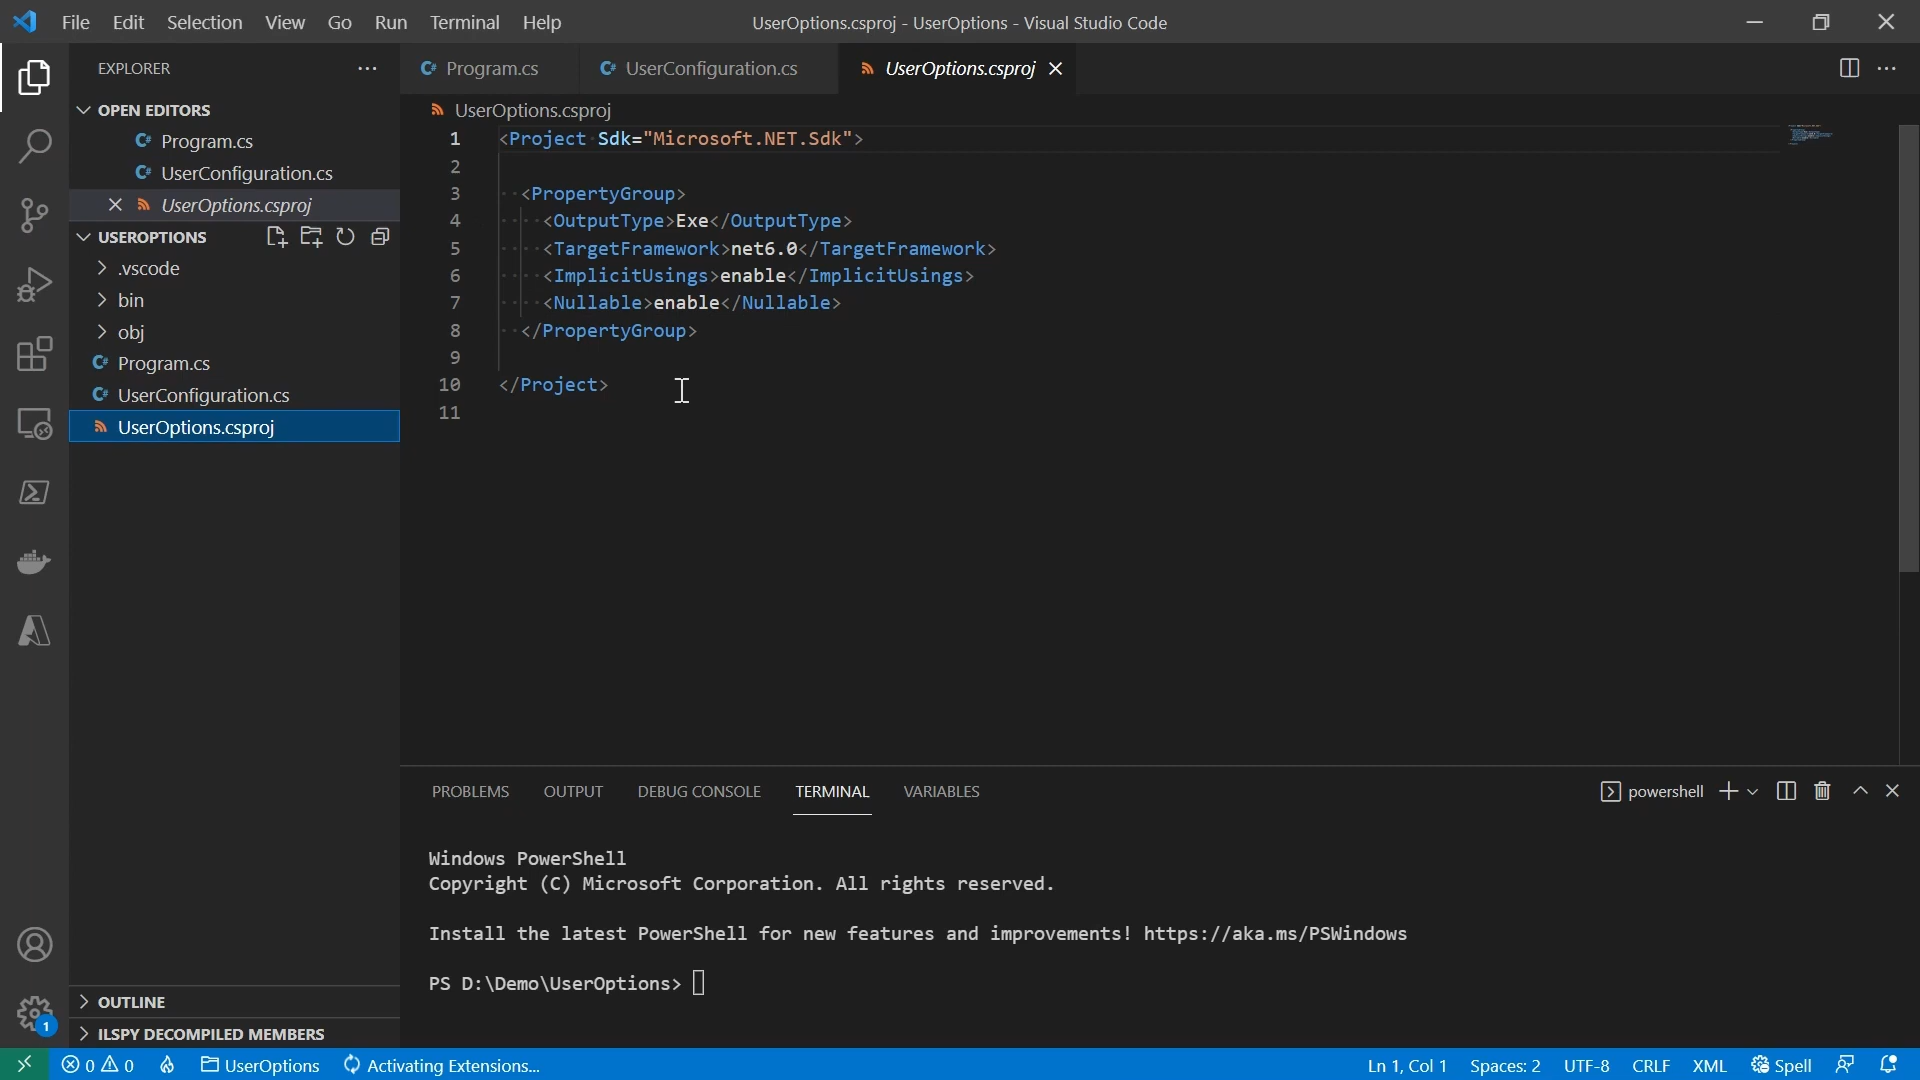 File Edit Selection View Go Run Terminal Help
UserOptions.csproj - UserOptions - Visual Studio Code
EXPLORER
OPEN EDITORS
Program.cs
UserConfiguration.cs
UserOptions.csproj
USEROPTIONS
.vscode
bin
obj
Program.cs
UserConfiguration.cs
UserOptions.csproj
OUTLINE
ILSPY DECOMPILED MEMBERS
Program.cs UserConfiguration.cs UserOptions.csproj
UserOptions.csproj
1 <Project Sdk="Microsoft.NET.Sdk">
2
3 <PropertyGroup>
4 <OutputType>Exe</OutputType>
5 <TargetFramework>net6.0</TargetFramework>
6 <ImplicitUsings>enable</ImplicitUsings>
7 <Nullable>enable</Nullable>
8 </PropertyGroup>
9
10 </Project>
11
PROBLEMS OUTPUT DEBUG CONSOLE TERMINAL VARIABLES
powershell
Windows PowerShell
Copyright (C) Microsoft Corporation. All rights reserved.
Install the latest PowerShell for new features and improvements! https://aka.ms/PSWindows
PS D:\Demo\UserOptions>
1
0 0 UserOptions Activating Extensions...
Ln 1, Col 1 Spaces: 2 UTF-8 CRLF XML Spell